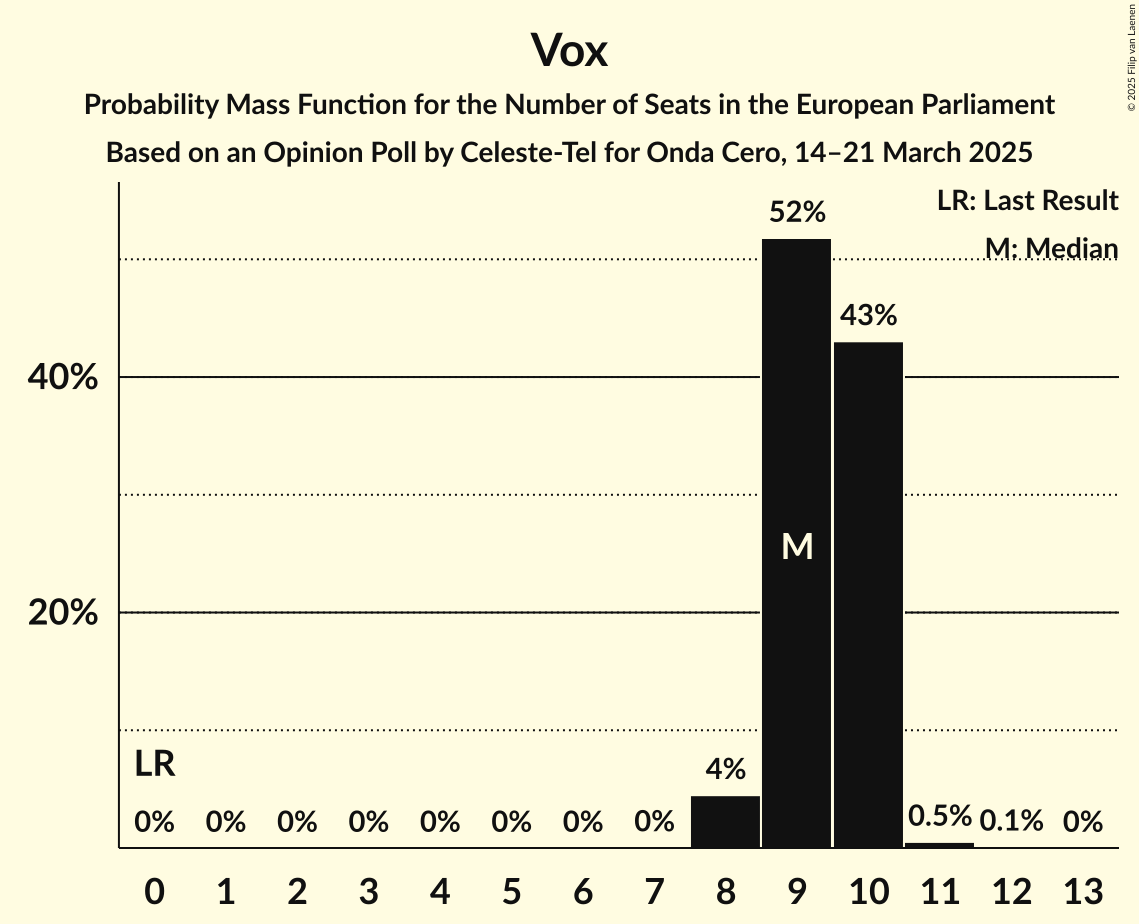 Vox
Probability Mass Function for the Number of Seats in the European Parliament
Based on an Opinion Poll by Celeste-Tel for Onda Cero, 14–21 March 2025
© 2025 Filip van Laenen
LR: Last Result
M: Median
52%
43%
40%
M
20%
LR
0% 0% 0% 0% 0% 0% 0% 0% 4% 0.5% 0.1% 0%
0 1 2 3 4 5 6 7 8 9 10 11 12 13